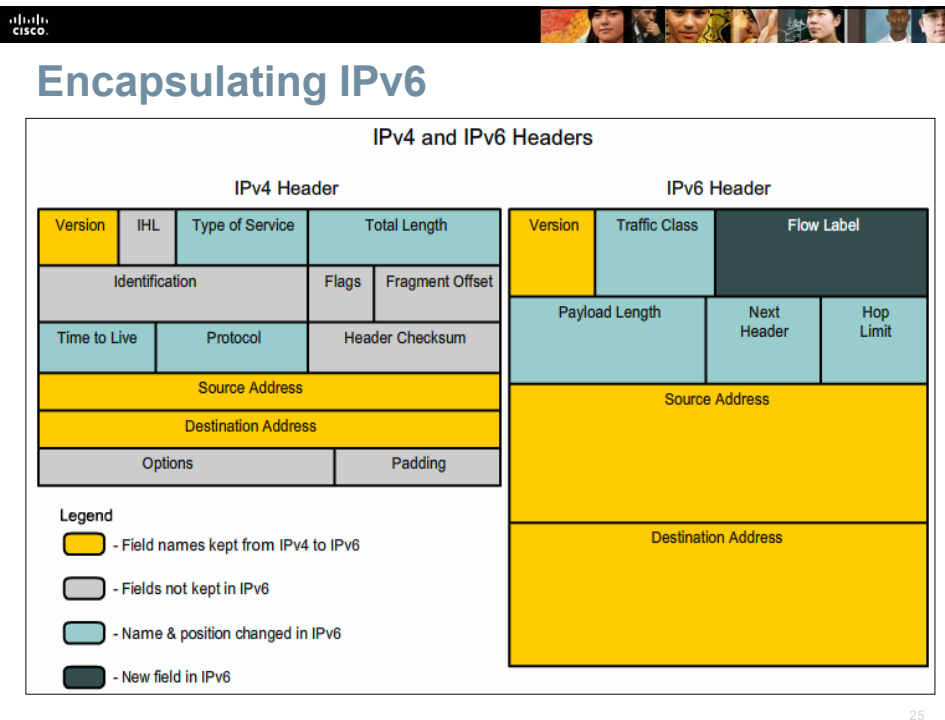 CISCO.
Encapsulating IPv6
IPv4 and IPv6 Headers
IPv4 Header
Version IHL Type of Service Total Length
Identification Flags Fragment Offset
Time to Live Protocol Header Checksum
Source Address
Destination Address
Options Padding
Legend
- Field names kept from IPv4 to IPv6
- Fields not kept in IPv6
- Name & position changed in IPv6
- New field in IPv6
IPv6 Header
Version Traffic Class Flow Label
Payload Length Next Header Hop Limit
Source Address
Destination Address
25